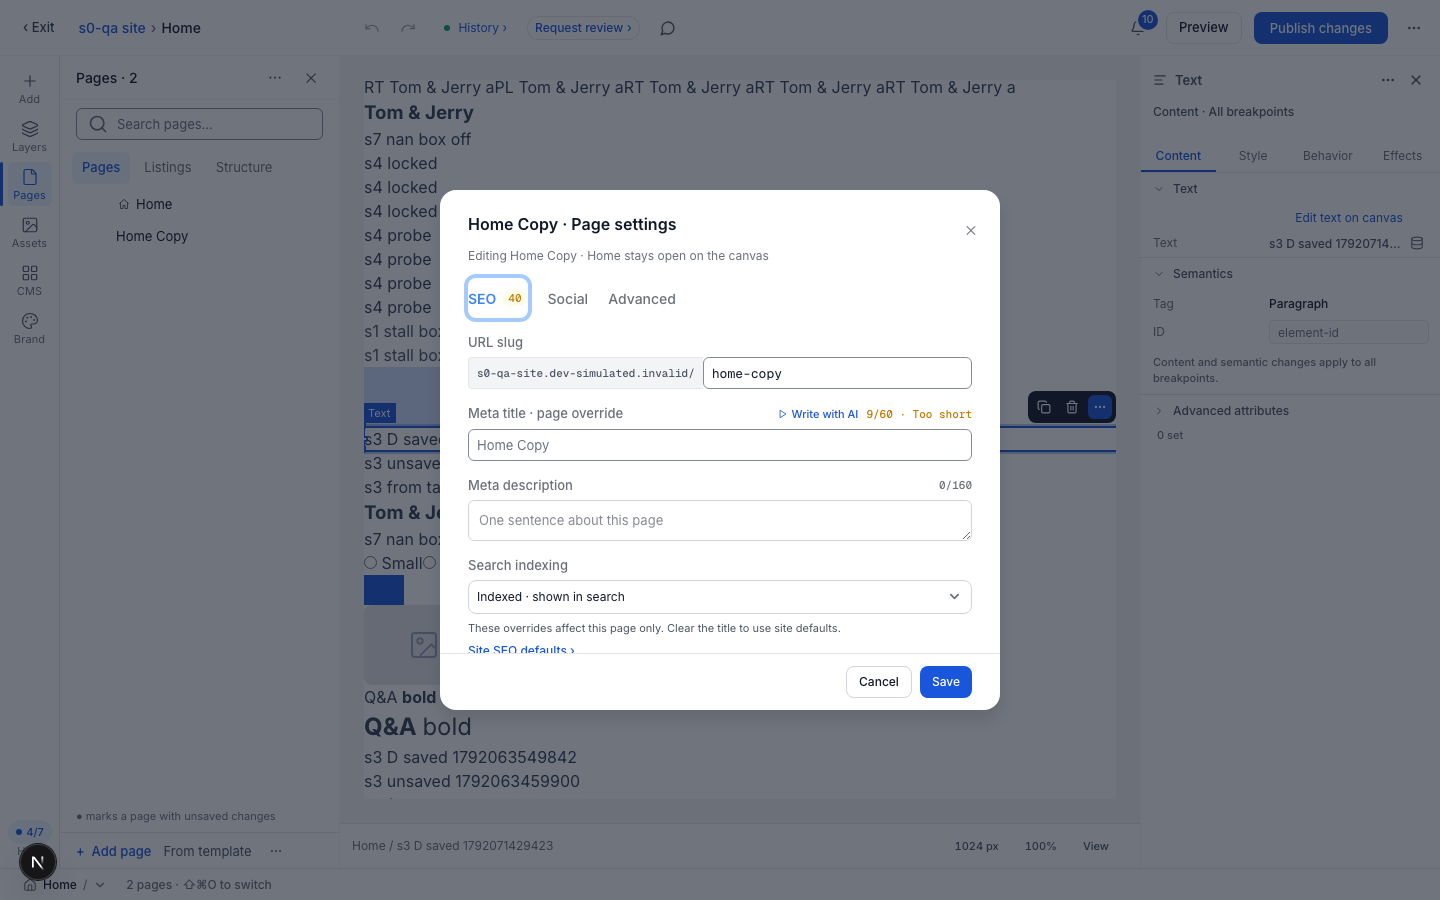 ‹ Exit
s0-qa site › Home
History ›
Request review ›
10
Preview
Publish changes
Add
Layers
Pages
Assets
CMS
Brand
4/7
Pages · 2
Search pages...
Pages
Listings
Structure
Home
Home Copy
● marks a page with unsaved changes
+ Add page
From template
RT Tom & Jerry aPL Tom & Jerry aRT Tom & Jerry aRT Tom & Jerry aRT Tom & Jerry a
Tom & Jerry
s7 nan box off
s4 locked
s4 locked
s4 locked
s4 probe
s4 probe
s4 probe
s4 probe
s1 stall
s1 stall
Text
s3 D saved
s3 from
Tom &
s7 nan
Small
Q&A bold
Q&A bold
s3 D saved 1792063549842
s3 unsaved 1792063459900
Home Copy · Page settings
Editing Home Copy · Home stays open on the canvas
SEO 40
Social
Advanced
URL slug
s0-qa-site.dev-simulated.invalid/
home-copy
Meta title · page override
Write with AI
9/60 · Too short
Home Copy
Meta description
0/160
One sentence about this page
Search indexing
Indexed · shown in search
These overrides affect this page only. Clear the title to use site defaults.
Site SEO defaults ›
Cancel
Save
Text
Content · All breakpoints
Content
Style
Behavior
Effects
Text
Edit text on canvas
Text
s3 D saved 17920714...
Semantics
Tag
Paragraph
ID
element-id
Content and semantic changes apply to all
breakpoints.
Advanced attributes
0 set
Home / s3 D saved 1792071429423
1024 px
100%
View
N
Home /
2 pages · ⇧⌘O to switch